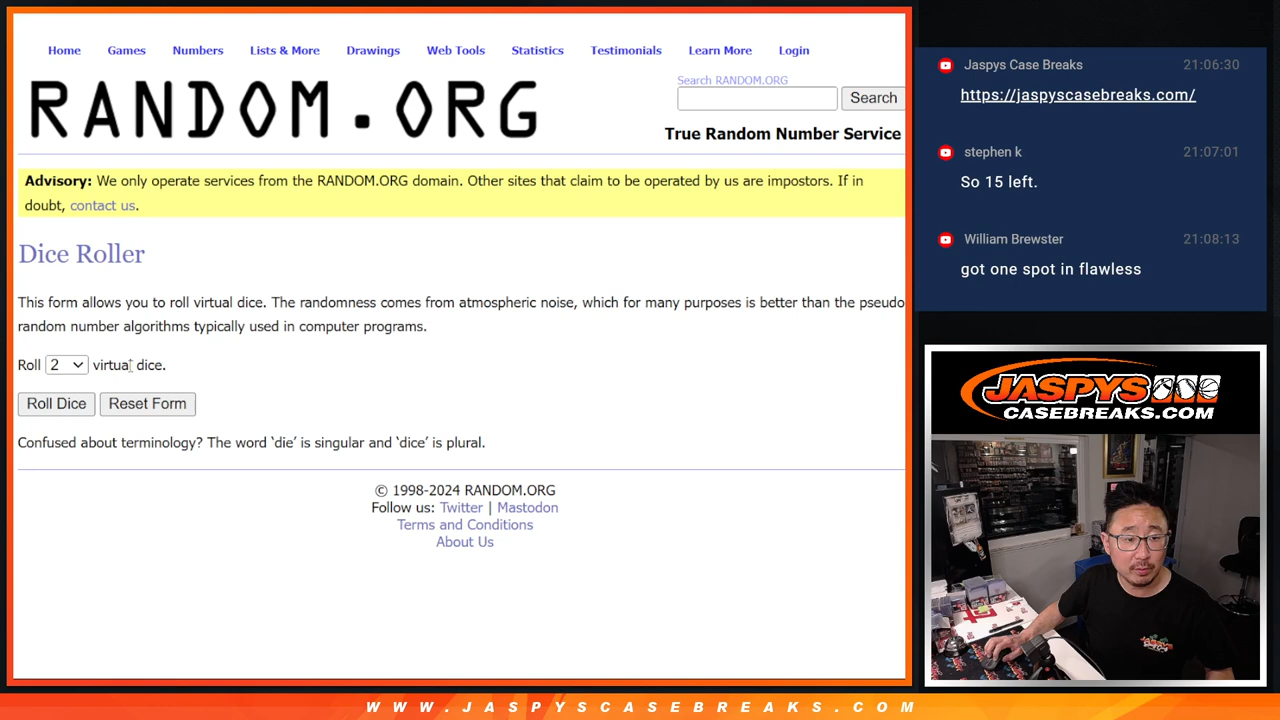 Home Games Numbers Lists & More Drawings Web Tools Statistics Testimonials Learn More Login
RANDOM.ORG
Search RANDOM.ORG
Search
True Random Number Service
Advisory: We only operate services from the RANDOM.ORG domain. Other sites that claim to be operated by us are impostors. If in
doubt, contact us.
Dice Roller
This form allows you to roll virtual dice. The randomness comes from atmospheric noise, which for many purposes is better than the pseudo
random number algorithms typically used in computer programs.
Roll 2 virtual dice.
Roll Dice Reset Form
Confused about terminology? The word ‘die’ is singular and ‘dice’ is plural.
© 1998-2024 RANDOM.ORG
Follow us: Twitter | Mastodon
Terms and Conditions
About Us
Jaspys Case Breaks 21:06:30
https://jaspyscasebreaks.com/
stephen k 21:07:01
So 15 left.
William Brewster 21:08:13
got one spot in flawless
JASPYS
CASEBREAKS.COM
WWW.JASPYSCASEBREAKS.COM